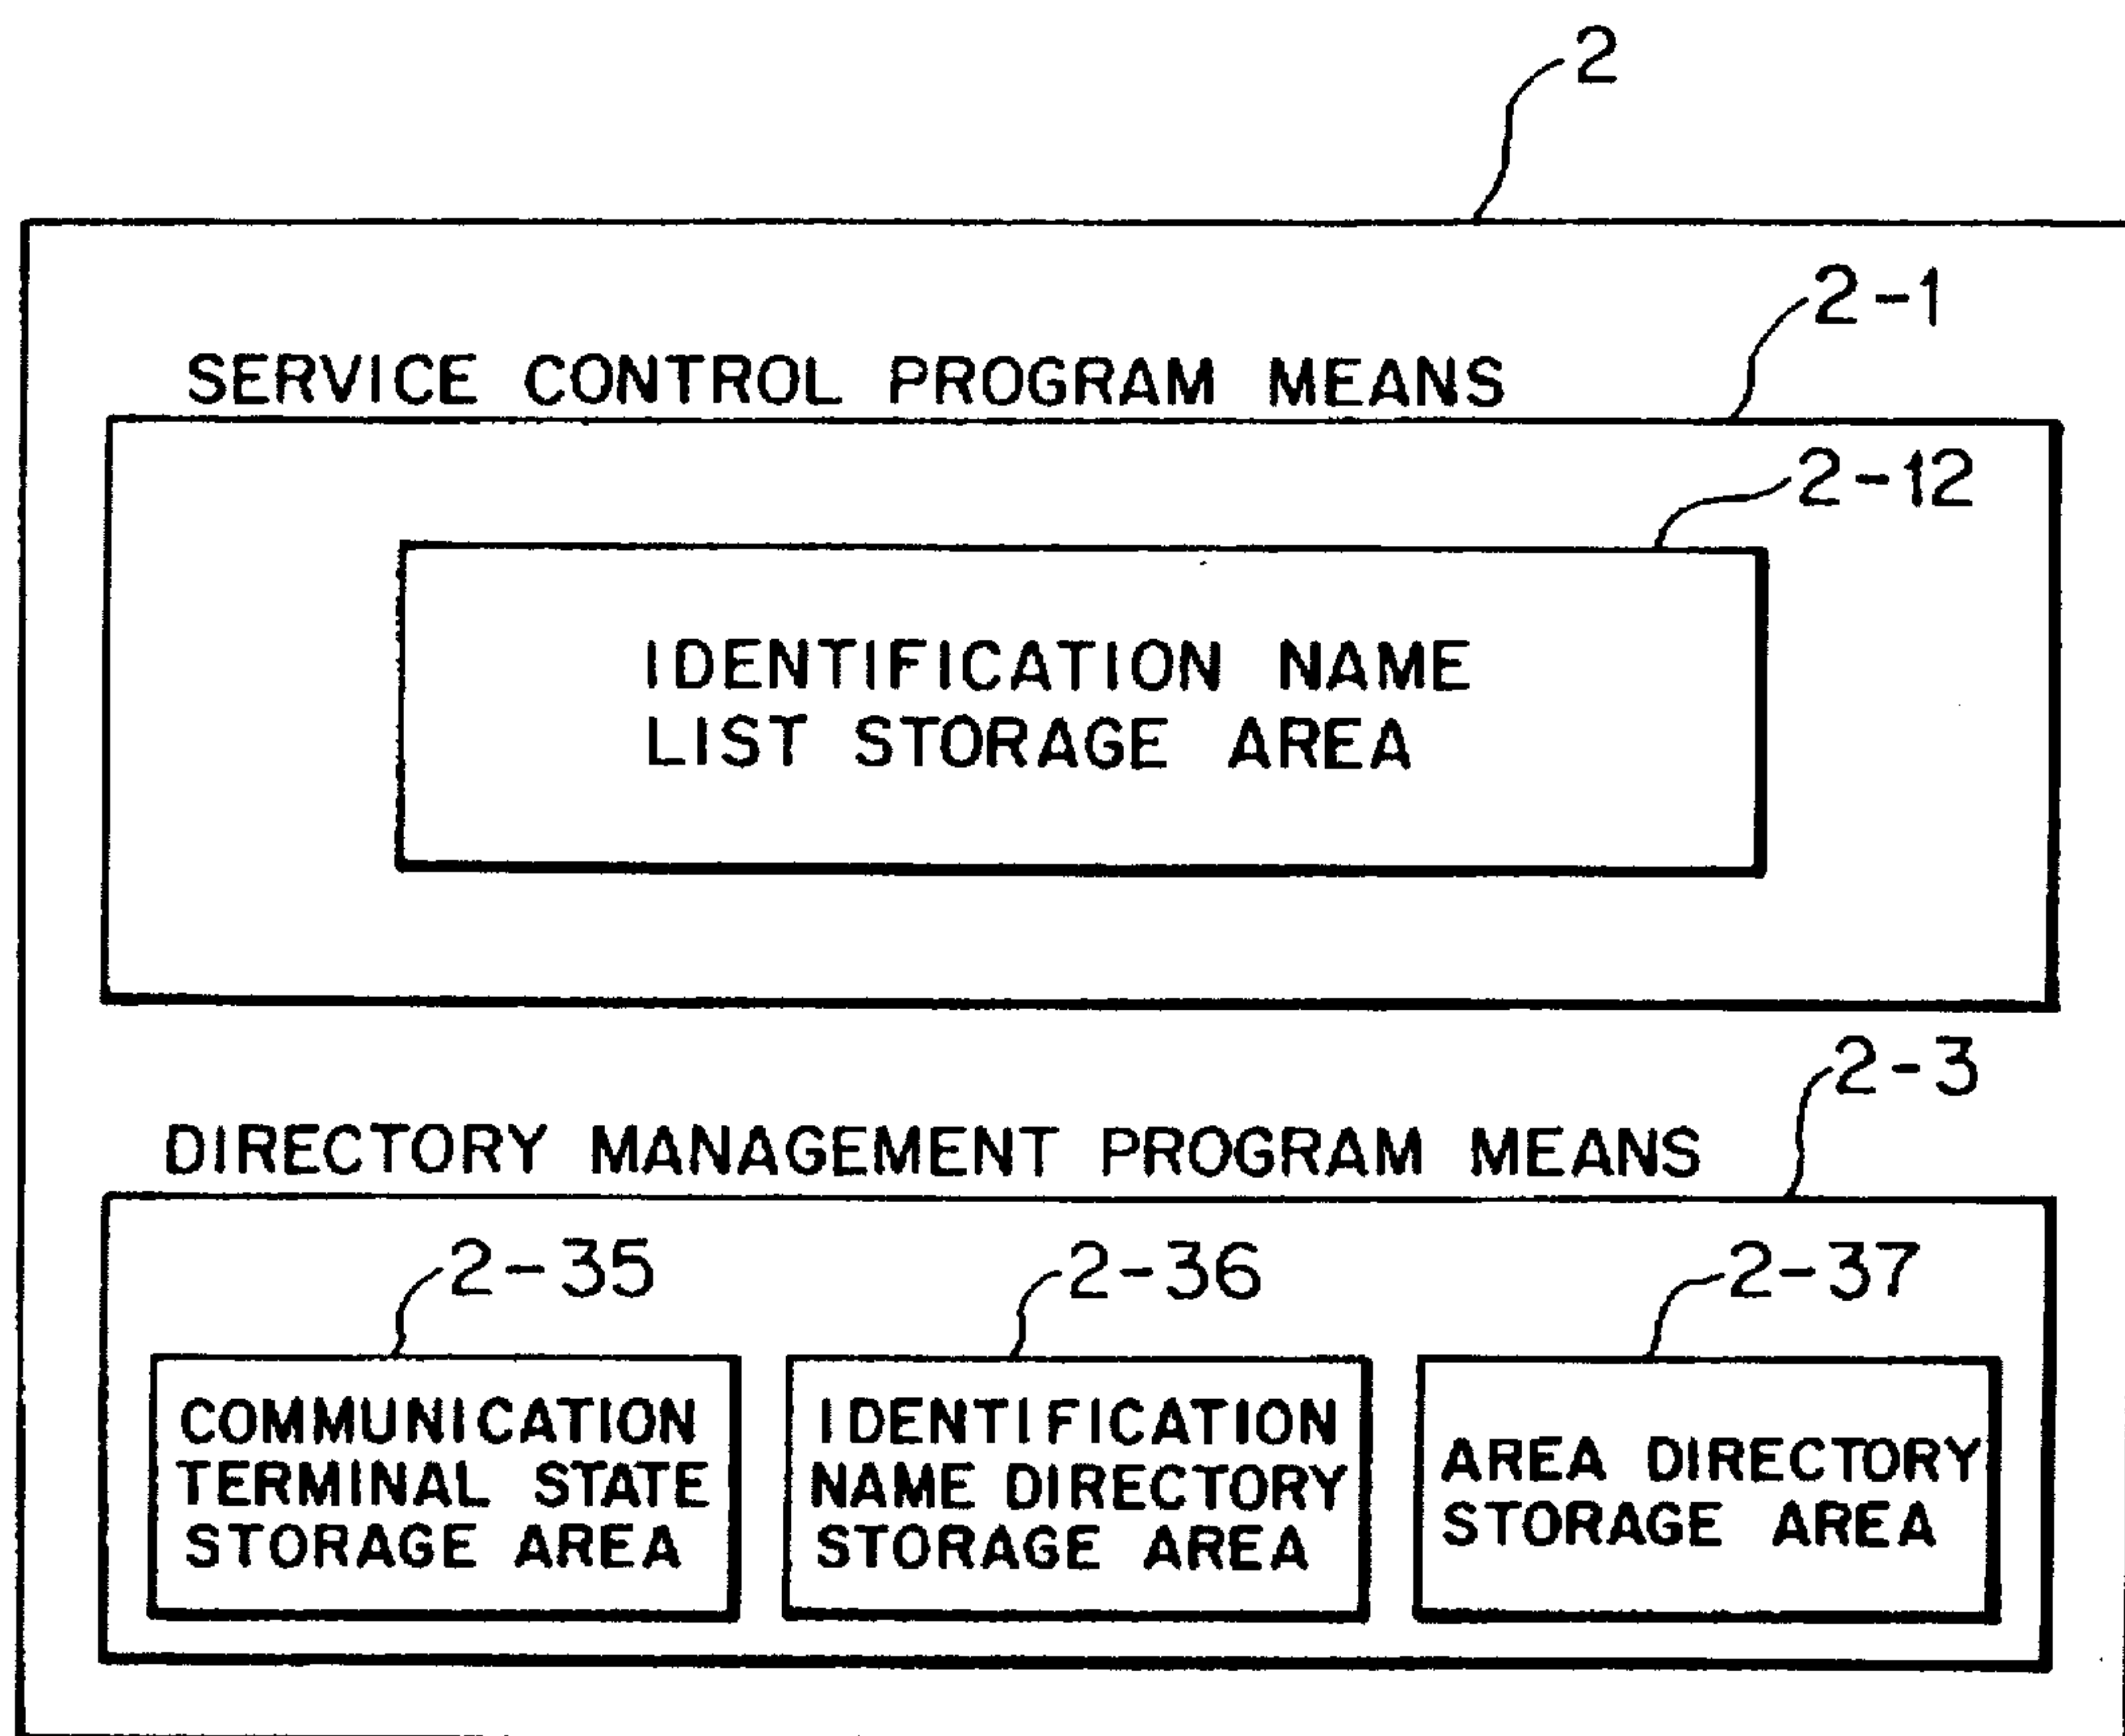 2
2-1
SERVICE CONTROL PROGRAM MEANS
2-12
IDENTIFICATION NAME
LIST STORAGE AREA
2-3
DIRECTORY MANAGEMENT PROGRAM MEANS
2-35
2-36
2-37
COMMUNICATION
TERMINAL STATE
STORAGE AREA
IDENTIFICATION
NAME DIRECTORY
STORAGE AREA
AREA DIRECTORY
STORAGE AREA